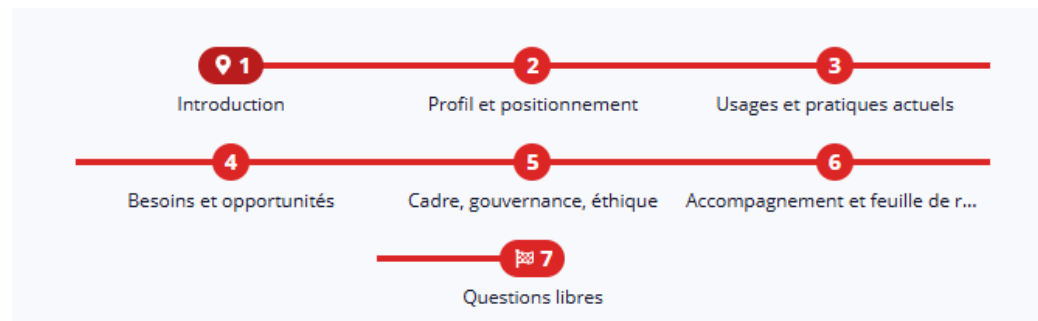 1 2 3
Introduction Profil et positionnement Usages et pratiques actuels
4 5 6
Besoins et opportunités Cadre, gouvernance, éthique Accompagnement et feuille de r...
7
Questions libres